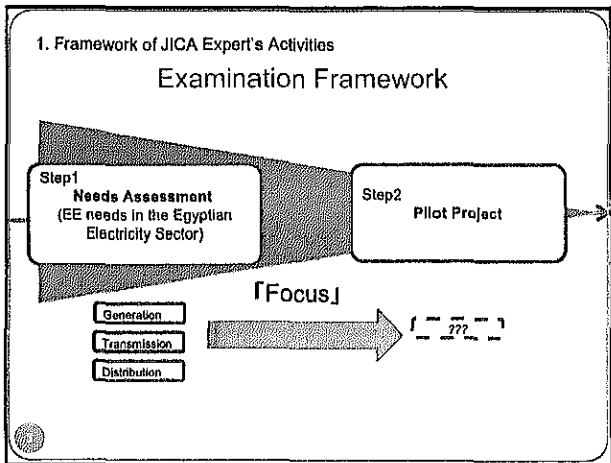 1. Framework of JICA Expert's Activities
Examination Framework
Step1
Needs Assessment
(EE needs in the Egyptian
Electricity Sector)
Step2
Pilot Project
「Focus」
Generation
Transmission
Distribution
???